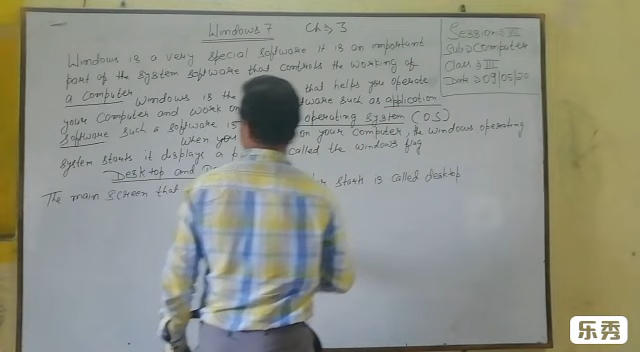 Windows 7 Ch⇒3
Session⇒VI
Sub⇒Computer
Class⇒III
Date⇒09/05/20
Windows is a very special software it is an important
part of the system software that controls the working of
a computer Windows is the that helps you operate
your computer and work on software such as application
software such a software is operating system (O.S)
When you on your computer, the windows operating
system starts it displays a called the windows flag
Desktop and
The main screen that starts is called desktop
乐秀